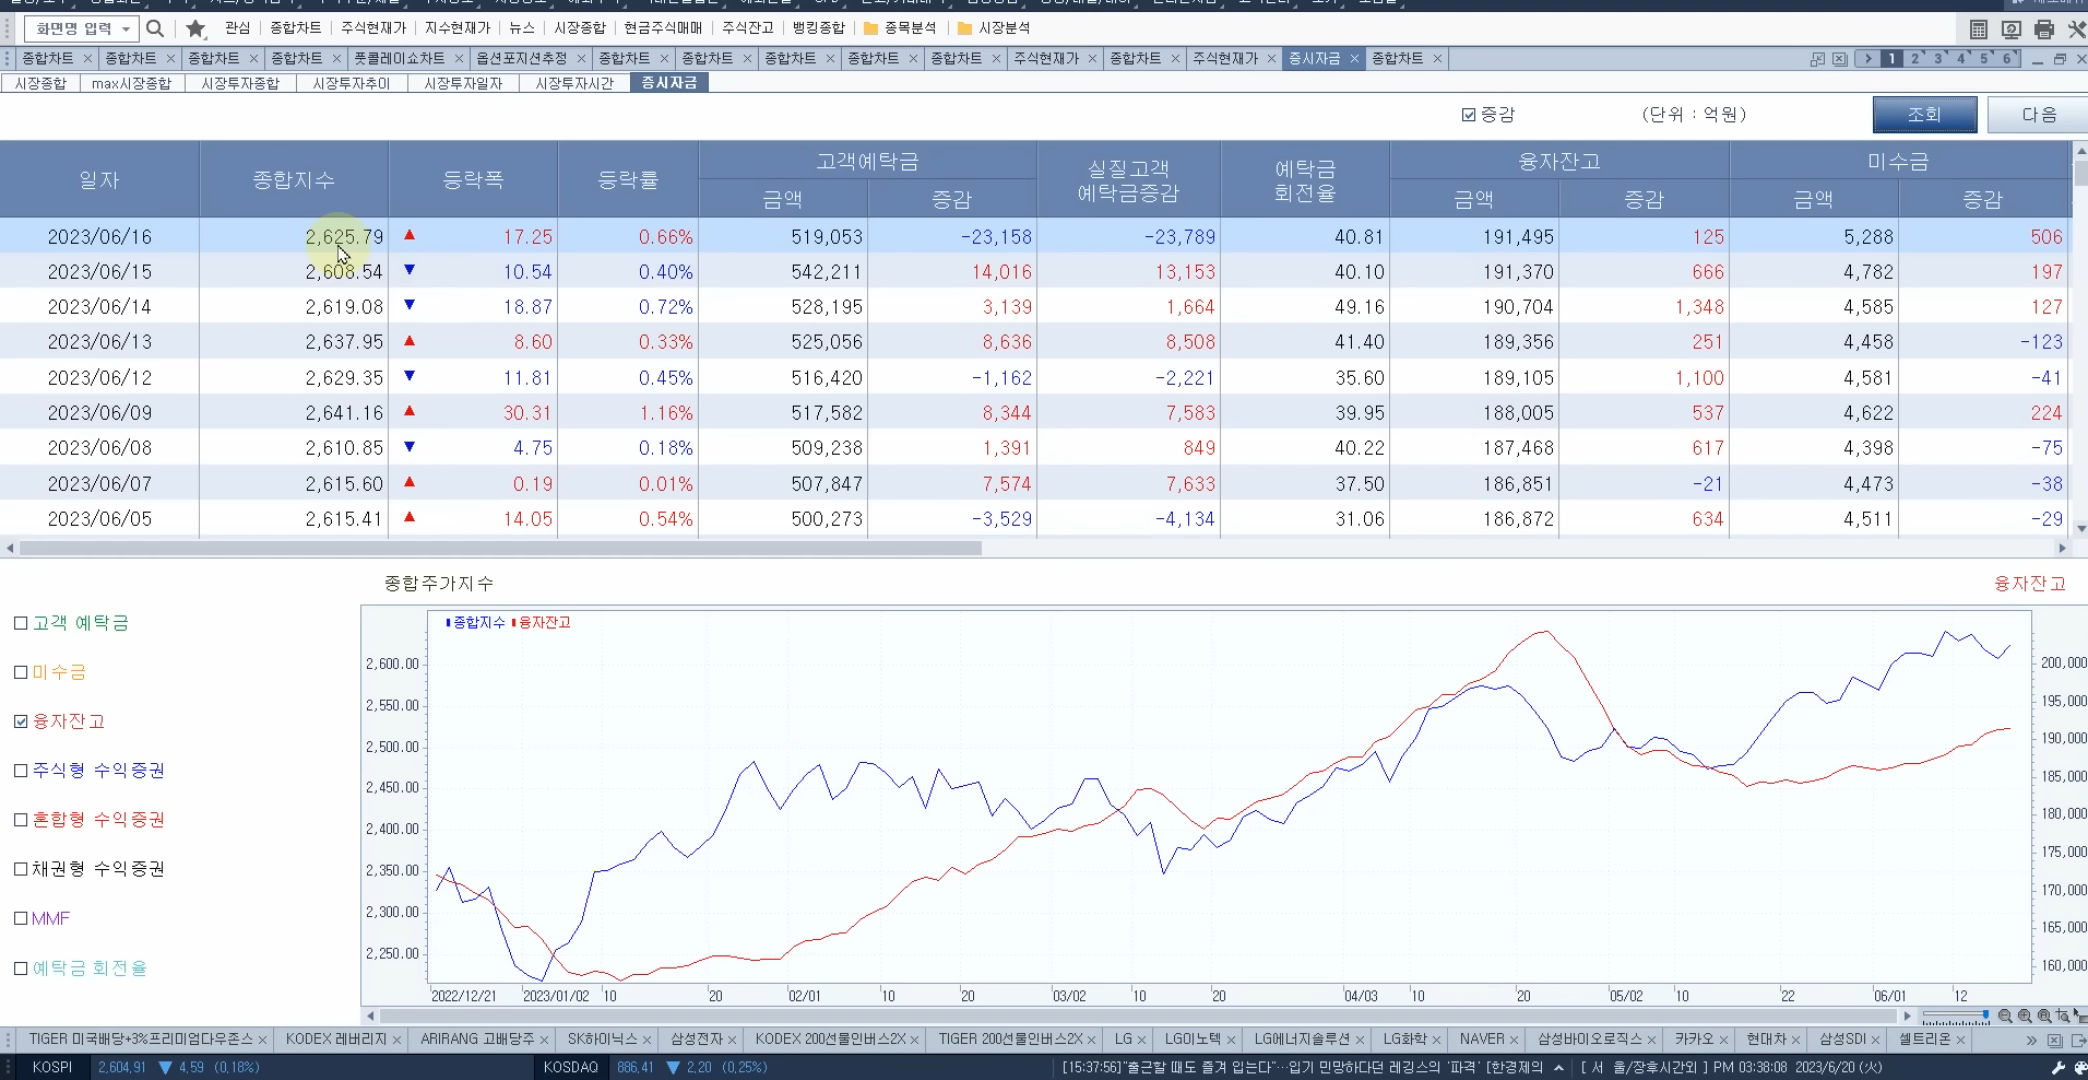 화면명 입력 관심 종합차트 주식현재가 지수현재가 뉴스 시장종합 현금주식매매 주식잔고 뱅킹종합 종목분석 시장분석
종합차트 × 종합차트 × 종합차트 × 종합차트 × 풋콜레이쇼차트 × 옵션포지션추정 × 종합차트 × 종합차트 × 종합차트 × 종합차트 × 종합차트 × 주식현재가 × 종합차트 × 주식현재가 × 증시자금 × 종합차트 × 1 2 3 4 5 6
시장종합 max시장종합 시장투자종합 시장투자추미 시장투자일자 시장투자시간 증시자금
증감 (단위 : 억원) 조회 다음
일자 종합지수 등락폭 등락률 고객예탁금 실질고객 예탁금증감 예탁금 회전율 융자잔고 미수금
금액 증감 금액 증감 금액 증감
2023/06/16 2,625.79 ▲ 17.25 0.66% 519,053 -23,158 -23,789 40.81 191,495 125 5,288 506
2023/06/15 2,608.54 ▼ 10.54 0.40% 542,211 14,016 13,153 40.10 191,370 666 4,782 197
2023/06/14 2,619.08 ▼ 18.87 0.72% 528,195 3,139 1,664 49.16 190,704 1,348 4,585 127
2023/06/13 2,637.95 ▲ 8.60 0.33% 525,056 8,636 8,508 41.40 189,356 251 4,458 -123
2023/06/12 2,629.35 ▼ 11.81 0.45% 516,420 -1,162 -2,221 35.60 189,105 1,100 4,581 -41
2023/06/09 2,641.16 ▲ 30.31 1.16% 517,582 8,344 7,583 39.95 188,005 537 4,622 224
2023/06/08 2,610.85 ▼ 4.75 0.18% 509,238 1,391 849 40.22 187,468 617 4,398 -75
2023/06/07 2,615.60 ▲ 0.19 0.01% 507,847 7,574 7,633 37.50 186,851 -21 4,473 -38
2023/06/05 2,615.41 ▲ 14.05 0.54% 500,273 -3,529 -4,134 31.06 186,872 634 4,511 -29
종합주가지수 융자잔고
고객 예탁금
미수금
융자잔고
주식형 수익증권
혼합형 수익증권
채권형 수익증권
MMF
예탁금 회전율
종합지수 융자잔고
2,600.00
2,550.00
2,500.00
2,450.00
2,400.00
2,350.00
2,300.00
2,250.00
200,000
195,000
190,000
185,000
180,000
175,000
170,000
165,000
160,000
2022/12/21 2023/01/02 10 20 02/01 10 20 03/02 10 20 04/03 10 20 05/02 10 22 06/01 12
TIGER 미국배당+3%프리미엄다우존스 × KODEX 레버리지 × ARIRANG 고배당주 × SK하이닉스 × 삼성전자 × KODEX 200선물인버스2X × TIGER 200선물인버스2X × LG × LG이노텍 × LG에너지솔루션 × LG화학 × NAVER × 삼성바이오로직스 × 카카오 × 현대차 × 삼성SDI × 셀트리온 ×
KOSPI 2,604.91 ▼ 4.59 (0.18%) KOSDAQ 886.41 ▼ 2.20 (0.25%) [15:37:56]"출근할 때도 즐겨 입는다"…입기 민망하다던 레깅스의 '파격' [한경제의 [ 서 울/장후시간외 ] PM 03:38:08 2023/6/20 (火)